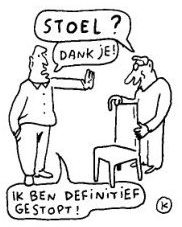 STOEL?
DANK JE!
IK BEN DEFINITIEF
GESTOPT!
K